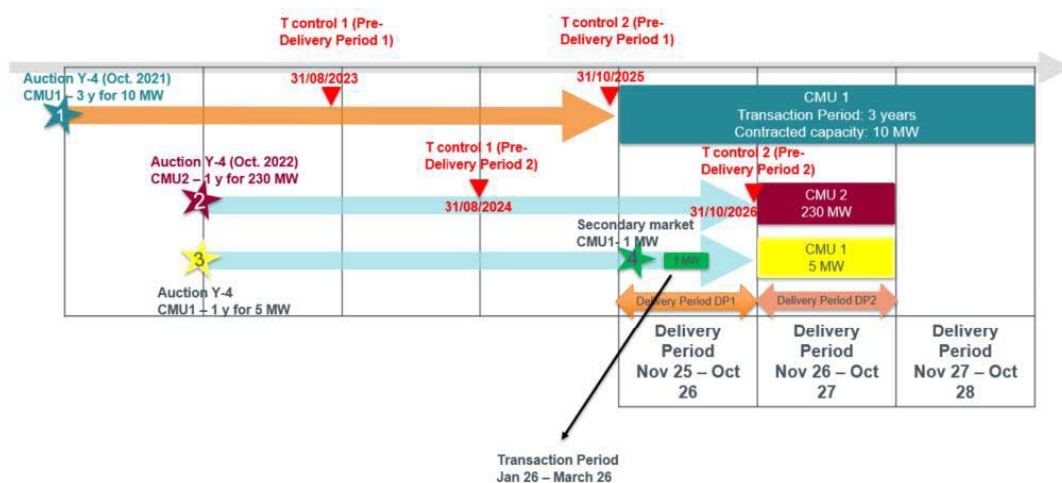 T control 1 (Pre-
Delivery Period 1)
T control 2 (Pre-
Delivery Period 1)
Auction Y-4 (Oct. 2021)
CMU1 – 3 y for 10 MW
31/08/2023
31/10/2025
1
CMU 1
Transaction Period: 3 years
Contracted capacity: 10 MW
Auction Y-4 (Oct. 2022)
CMU2 – 1 y for 230 MW
T control 1 (Pre-
Delivery Period 2)
T control 2 (Pre-
Delivery Period 2)
2
31/08/2024
31/10/2026
CMU 2
230 MW
Secondary market
CMU1- 1 MW
3
4
1 MW
CMU 1
5 MW
Auction Y-4
CMU1 – 1 y for 5 MW
Delivery Period DP1
Delivery Period DP2
Delivery
Period
Nov 25 – Oct
26
Delivery
Period
Nov 26 – Oct
27
Delivery
Period
Nov 27 – Oct
28
Transaction Period
Jan 26 – March 26